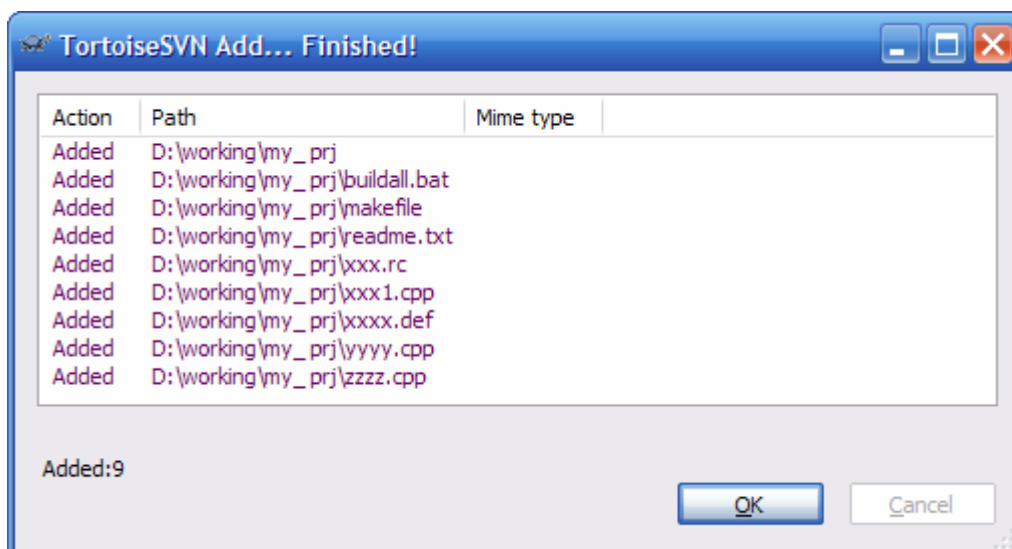 TortoiseSVN Add... Finished!
Action Path Mime type
Added D:\working\my_prj
Added D:\working\my_prj\buildall.bat
Added D:\working\my_prj\makefile
Added D:\working\my_prj\readme.txt
Added D:\working\my_prj\xxx.rc
Added D:\working\my_prj\xxx1.cpp
Added D:\working\my_prj\xxxx.def
Added D:\working\my_prj\yyyy.cpp
Added D:\working\my_prj\zzzz.cpp
Added:9
OK Cancel